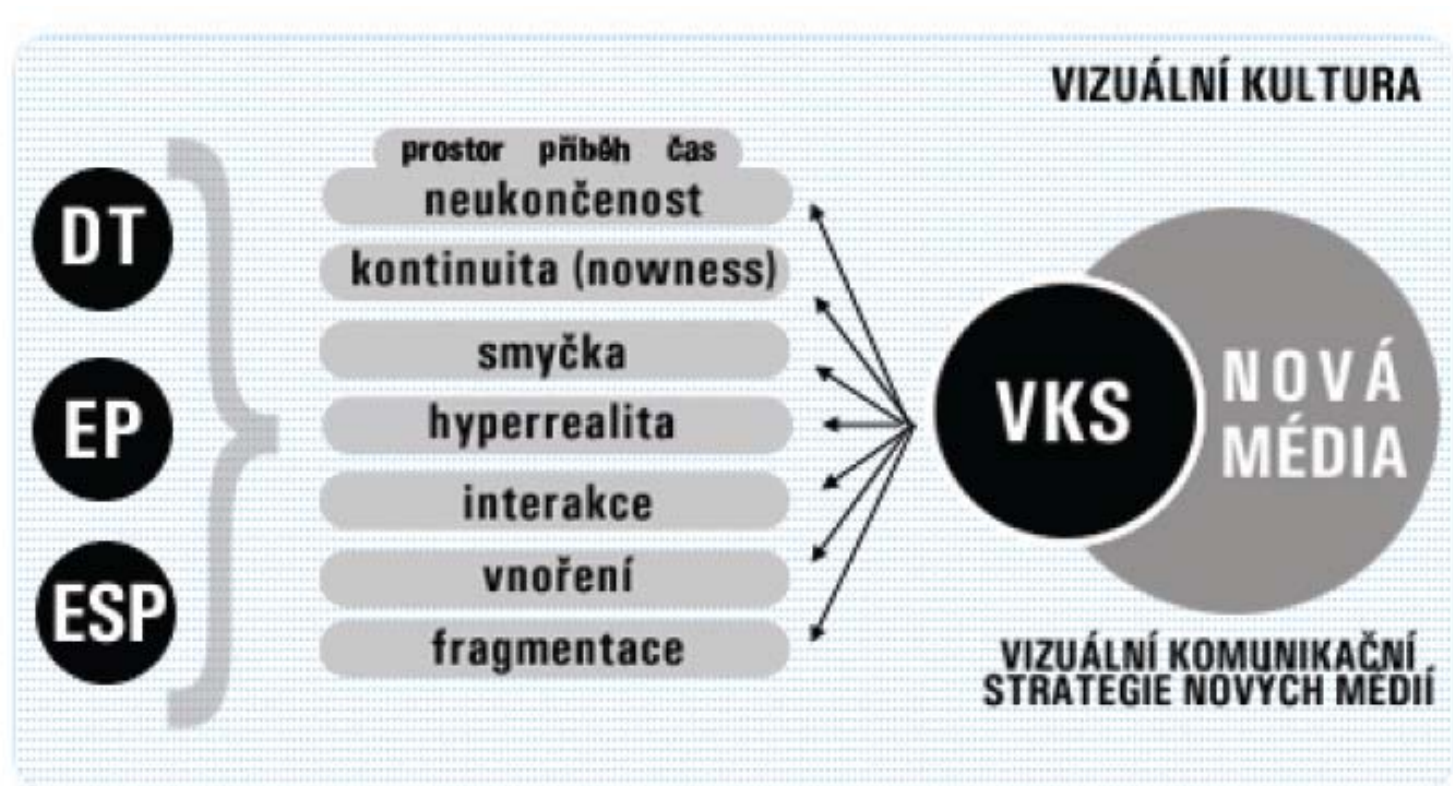 VIZUÁLNÍ KULTURA
prostor příběh čas
neukončenost
kontinuita (nowness)
smyčka
hyperrealita
interakce
vnoření
fragmentace
DT
EP
ESP
VKS
NOVÁ
MÉDIA
VIZUÁLNÍ KOMUNIKAČNÍ
STRATEGIE NOVÝCH MÉDIÍ